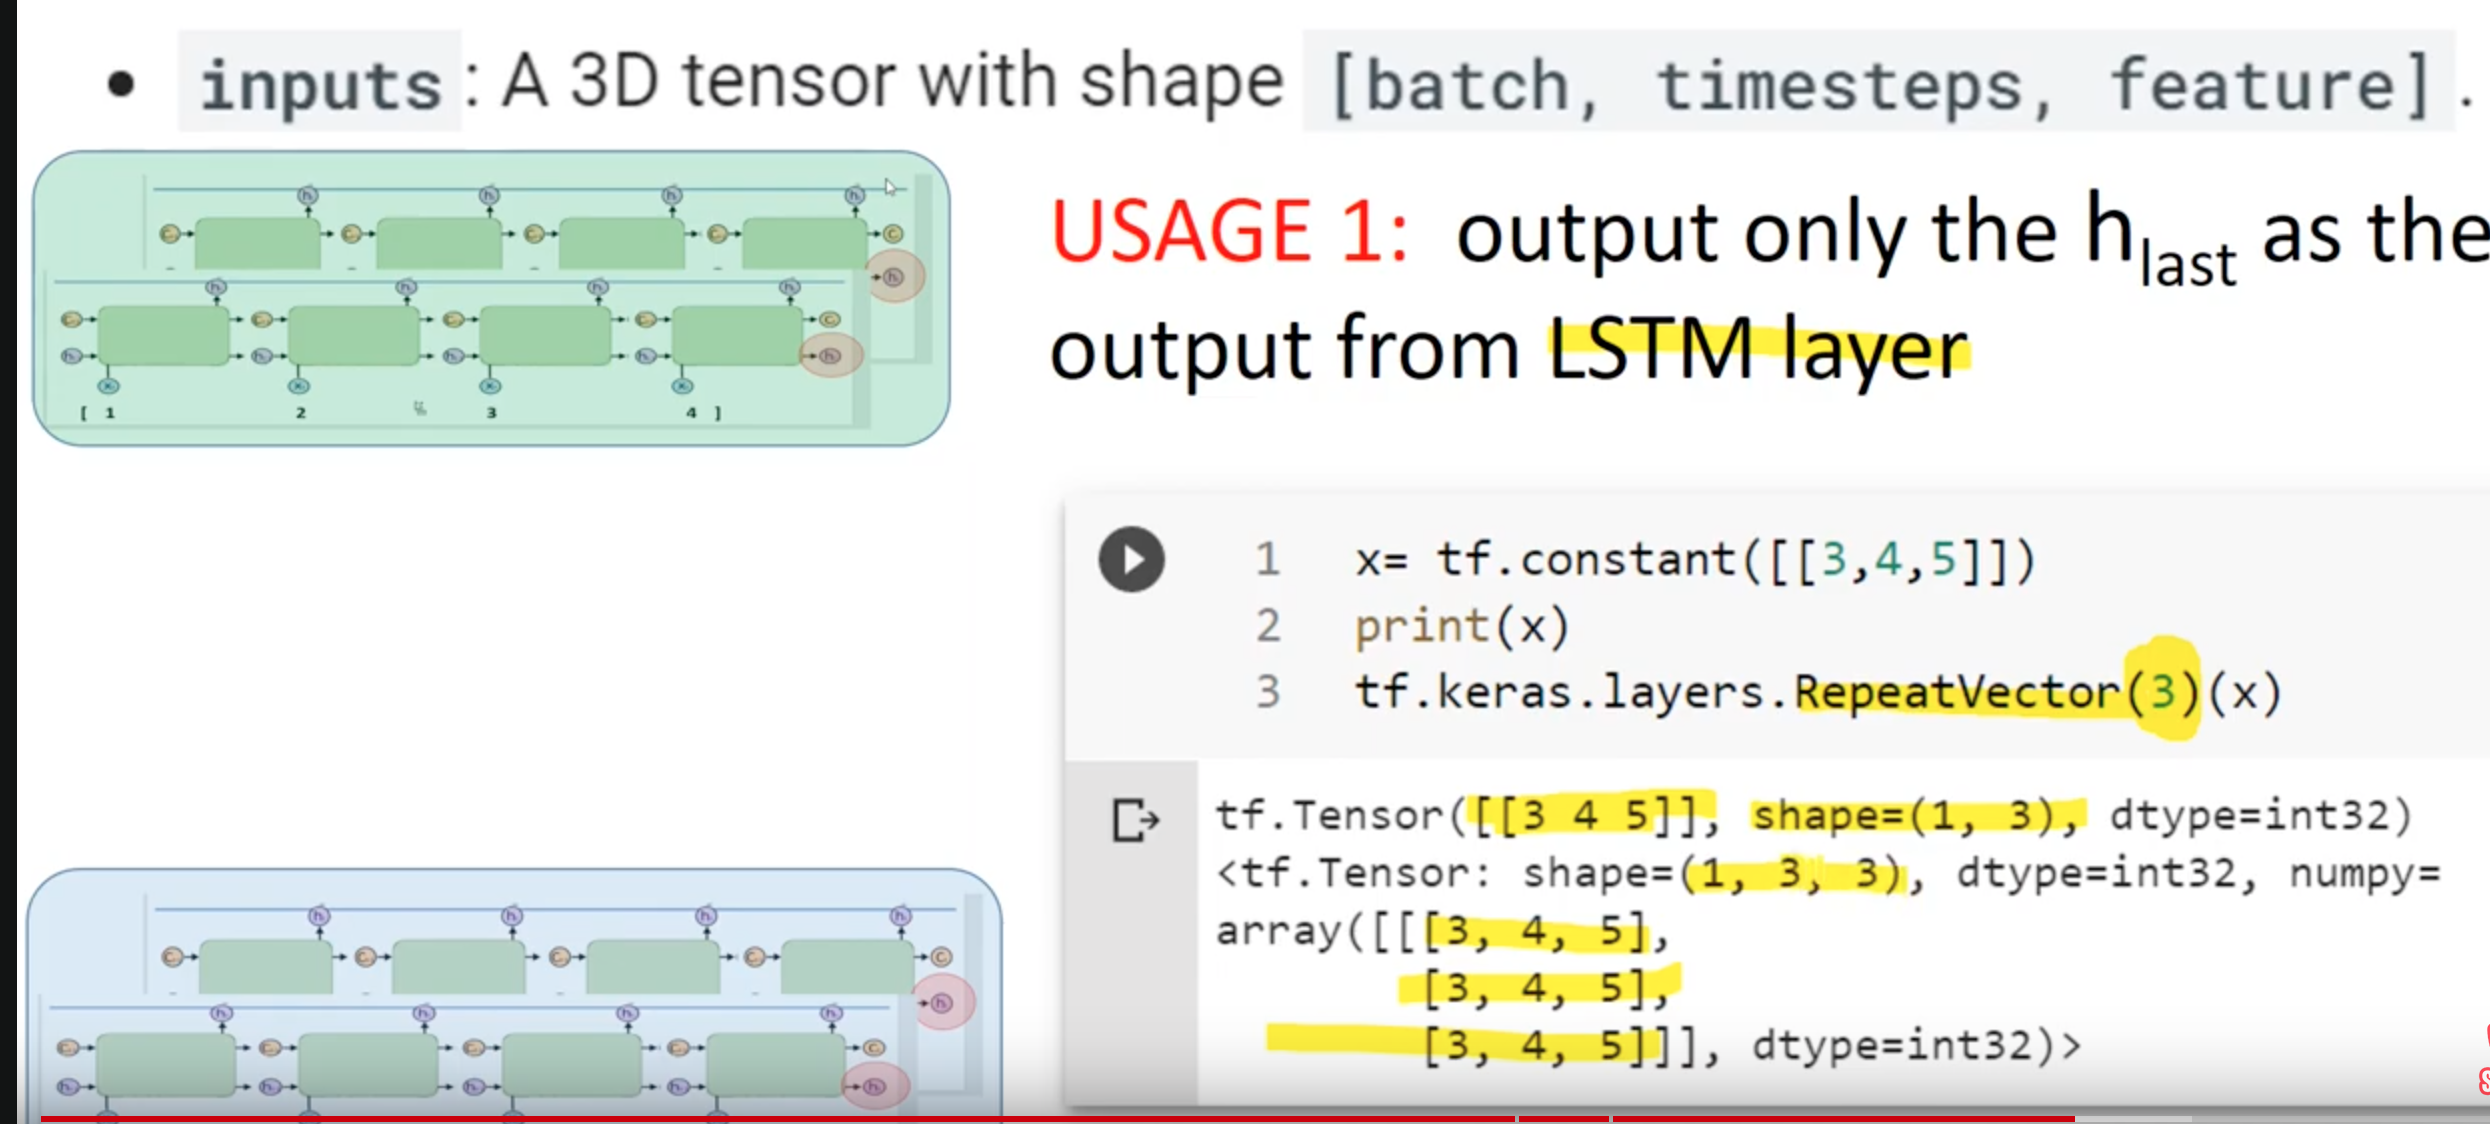 • inputs : A 3D tensor with shape [batch, timesteps, feature] .
USAGE 1: output only the hlast as the
output from LSTM layer
[ 1 2 3 4 ]
1 x= tf.constant([[3,4,5]])
2 print(x)
3 tf.keras.layers.RepeatVector(3)(x)
tf.Tensor([[3 4 5]], shape=(1, 3), dtype=int32)
<tf.Tensor: shape=(1, 3, 3), dtype=int32, numpy=
array([[[3, 4, 5],
[3, 4, 5],
[3, 4, 5]]], dtype=int32)>